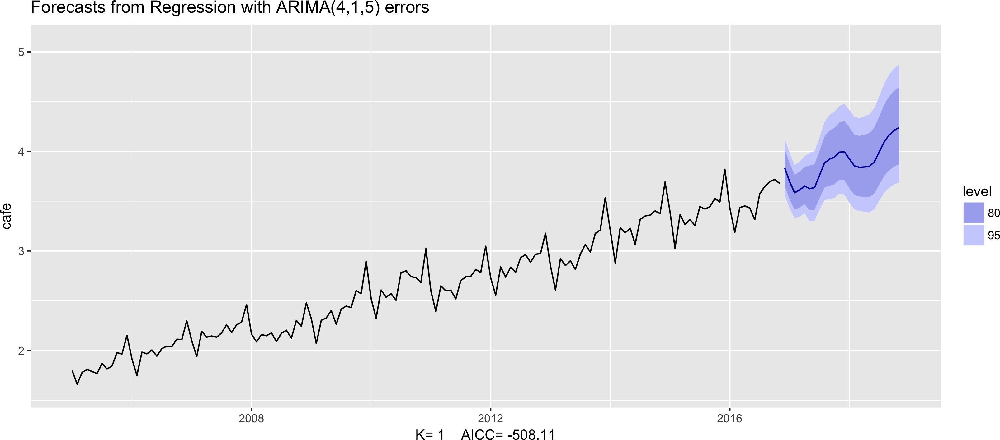 Forecasts from Regression with ARIMA(4,1,5) errors
5
4
3
2
cafe
2008 2012 2016
K= 1 AICC= -508.11
level
80
95